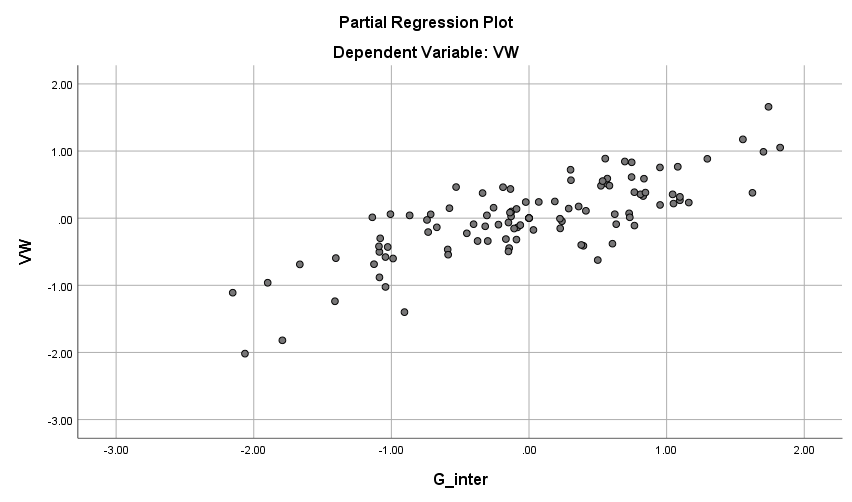 Partial Regression Plot
Dependent Variable: VW
2.00
1.00
.00
-1.00
-2.00
-3.00
VW
-3.00 -2.00 -1.00 .00 1.00 2.00
G_inter